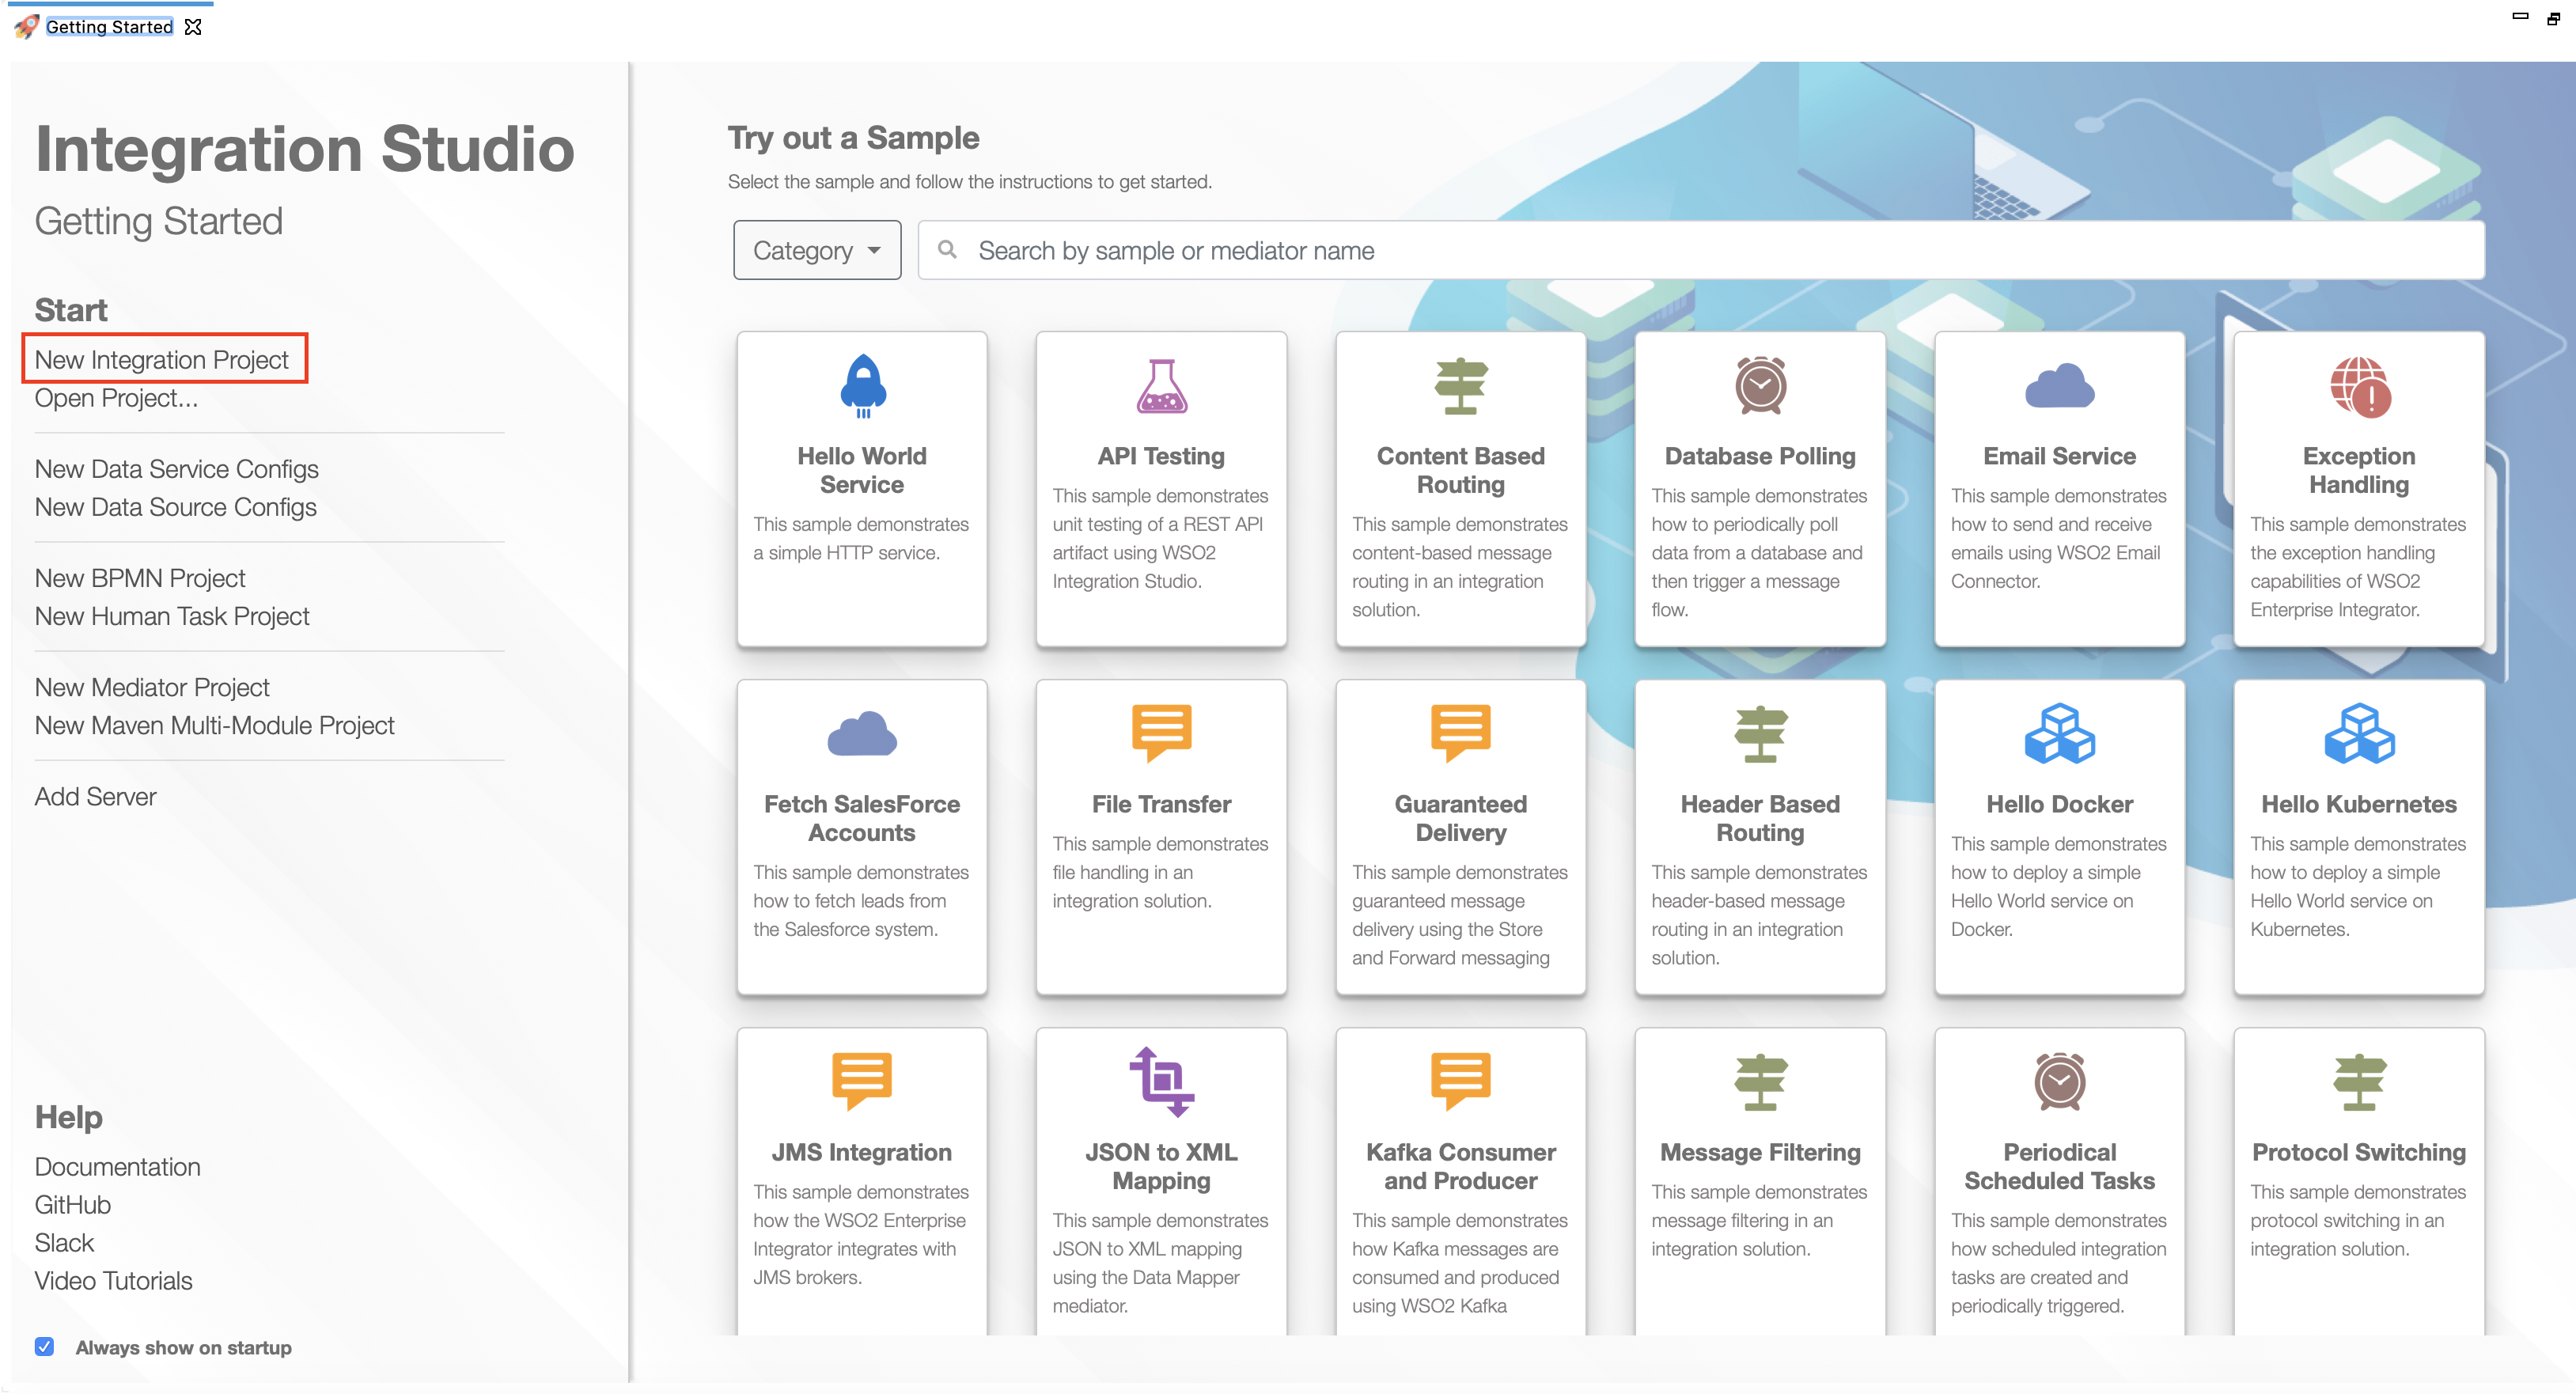 Getting Started
Integration Studio
Getting Started
Start
New Integration Project
Open Project...
New Data Service Configs
New Data Source Configs
New BPMN Project
New Human Task Project
New Mediator Project
New Maven Multi-Module Project
Add Server
Help
Documentation
GitHub
Slack
Video Tutorials
Always show on startup
Try out a Sample
Select the sample and follow the instructions to get started.
Category
Search by sample or mediator name
Hello World
Service
This sample demonstrates
a simple HTTP service.
API Testing
This sample demonstrates
unit testing of a REST API
artifact using WSO2
Integration Studio.
Content Based
Routing
This sample demonstrates
content-based message
routing in an integration
solution.
Database Polling
This sample demonstrates
how to periodically poll
data from a database and
then trigger a message
flow.
Email Service
This sample demonstrates
how to send and receive
emails using WSO2 Email
Connector.
Exception
Handling
This sample demonstrates
the exception handling
capabilities of WSO2
Enterprise Integrator.
Fetch SalesForce
Accounts
This sample demonstrates
how to fetch leads from
the Salesforce system.
File Transfer
This sample demonstrates
file handling in an
integration solution.
Guaranteed
Delivery
This sample demonstrates
guaranteed message
delivery using the Store
and Forward messaging
Header Based
Routing
This sample demonstrates
header-based message
routing in an integration
solution.
Hello Docker
This sample demonstrates
how to deploy a simple
Hello World service on
Docker.
Hello Kubernetes
This sample demonstrates
how to deploy a simple
Hello World service on
Kubernetes.
JMS Integration
This sample demonstrates
how the WSO2 Enterprise
Integrator integrates with
JMS brokers.
JSON to XML
Mapping
This sample demonstrates
JSON to XML mapping
using the Data Mapper
mediator.
Kafka Consumer
and Producer
This sample demonstrates
how Kafka messages are
consumed and produced
using WSO2 Kafka
Message Filtering
This sample demonstrates
message filtering in an
integration solution.
Periodical
Scheduled Tasks
This sample demonstrates
how scheduled integration
tasks are created and
periodically triggered.
Protocol Switching
This sample demonstrates
protocol switching in an
integration solution.